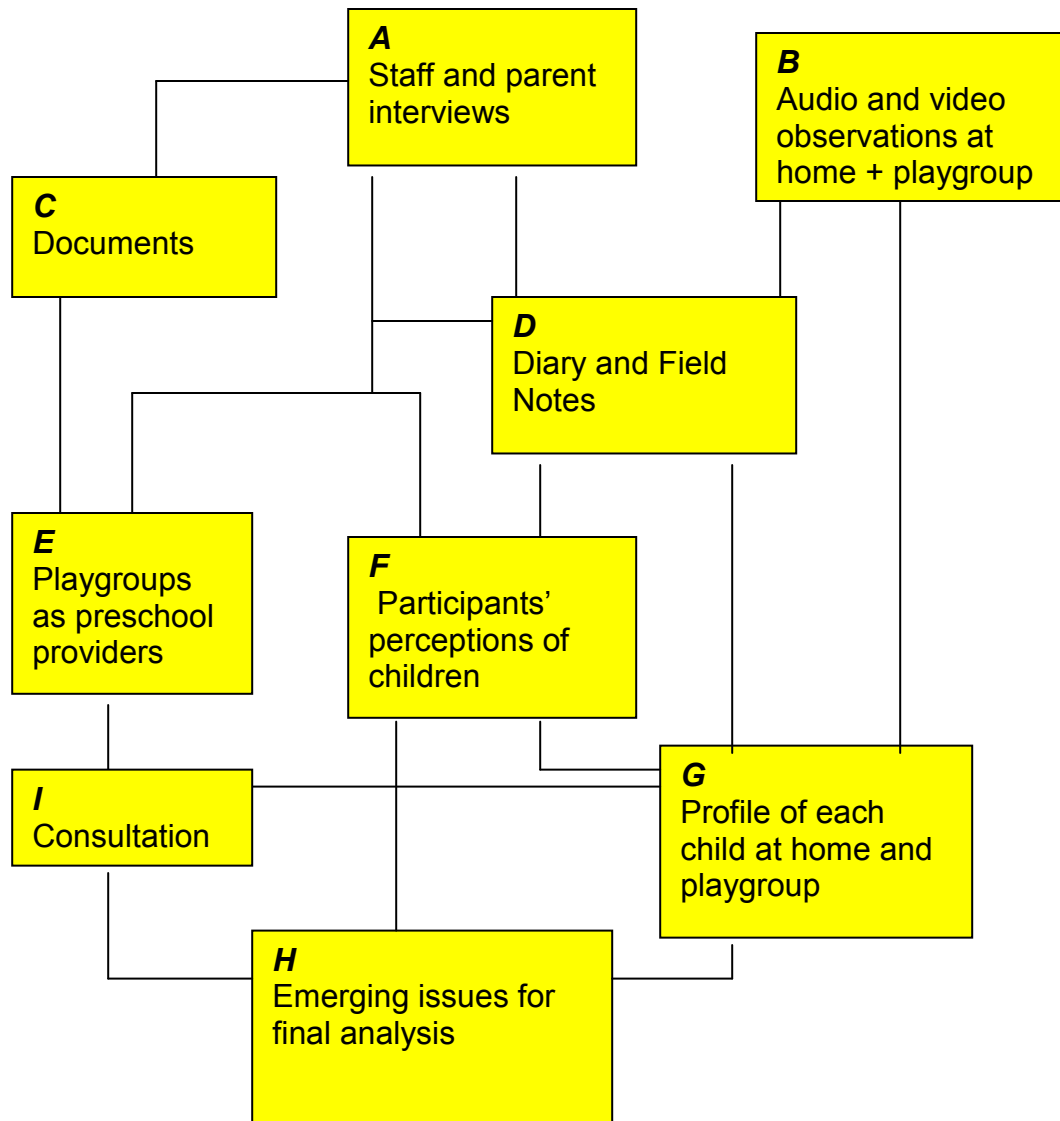 A
Staff and parent
interviews
B
Audio and video
observations at
home + playgroup
C
Documents
D
Diary and Field
Notes
E
Playgroups
as preschool
providers
F
Participants’
perceptions of
children
G
Profile of each
child at home and
playgroup
I
Consultation
H
Emerging issues for
final analysis